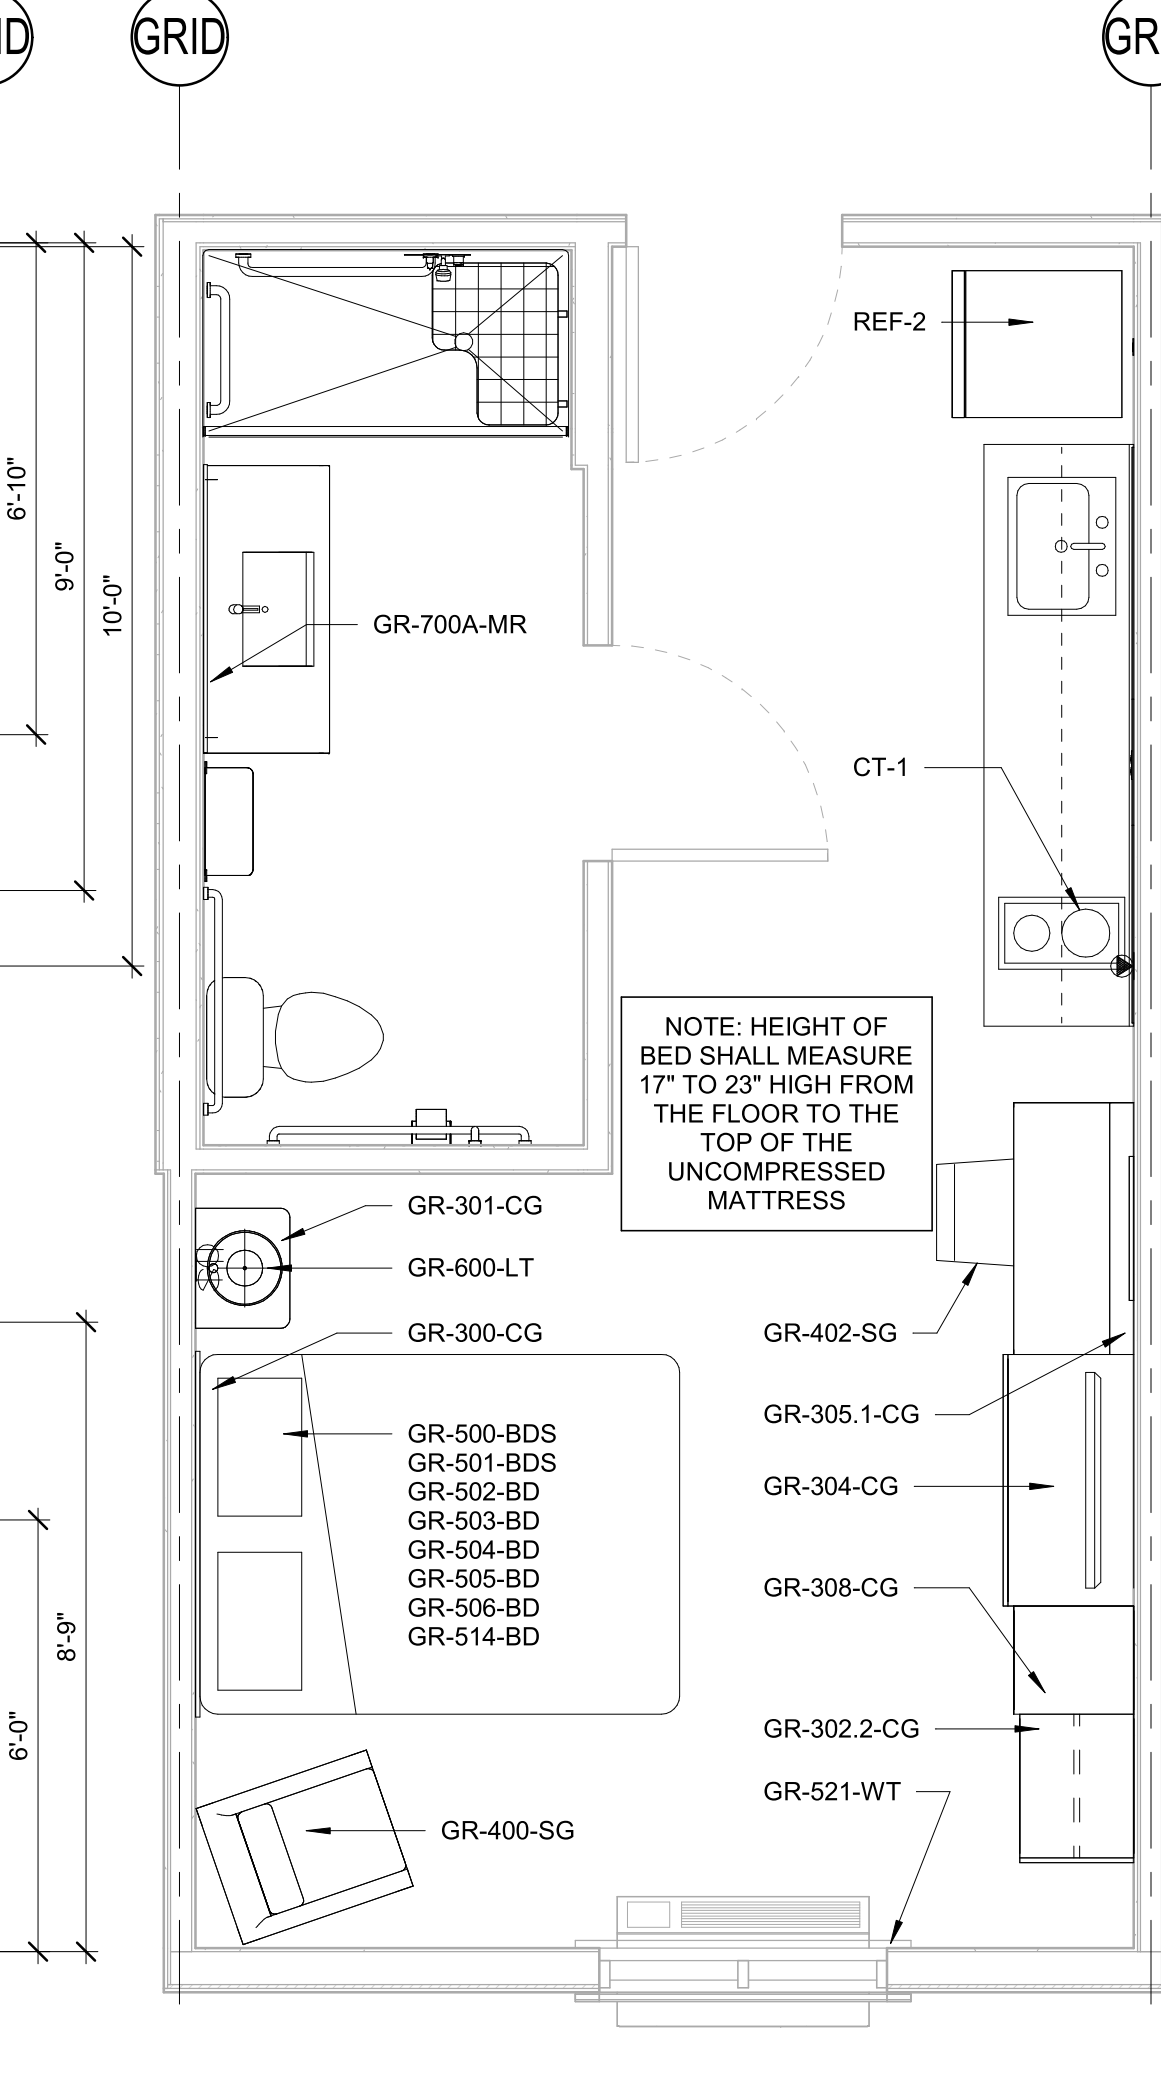 GRID
REF-2
6'-10"
9'-0"
10'-0"
GR-700A-MR
CT-1
NOTE: HEIGHT OF
BED SHALL MEASURE
17" TO 23" HIGH FROM
THE FLOOR TO THE
TOP OF THE
UNCOMPRESSED
MATTRESS
GR-301-CG
GR-600-LT
GR-300-CG
GR-402-SG
GR-305.1-CG
GR-500-BDS
GR-501-BDS
GR-502-BD
GR-503-BD
GR-504-BD
GR-505-BD
GR-506-BD
GR-514-BD
GR-304-CG
GR-308-CG
8'-9"
6'-0"
GR-302.2-CG
GR-521-WT
GR-400-SG